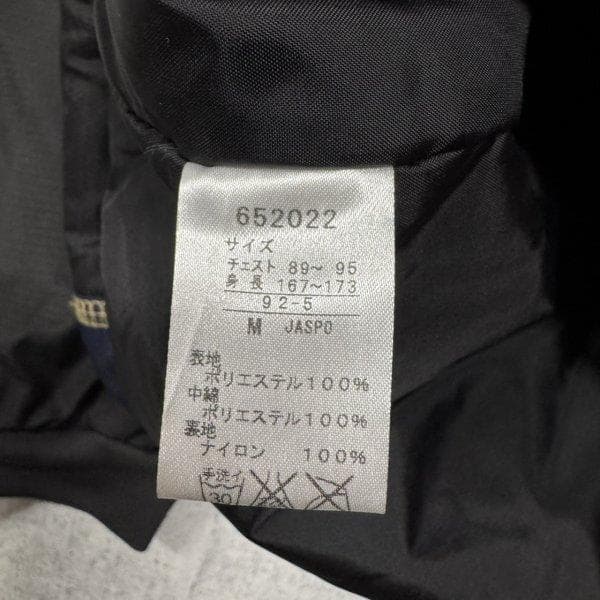 652022
サイズ
チェスト 89～ 95
身 長 167～173
92-5
M JASPO
表地
ポリエステル100%
中綿
ポリエステル100%
裏地
ナイロン 100%
手洗イ
30